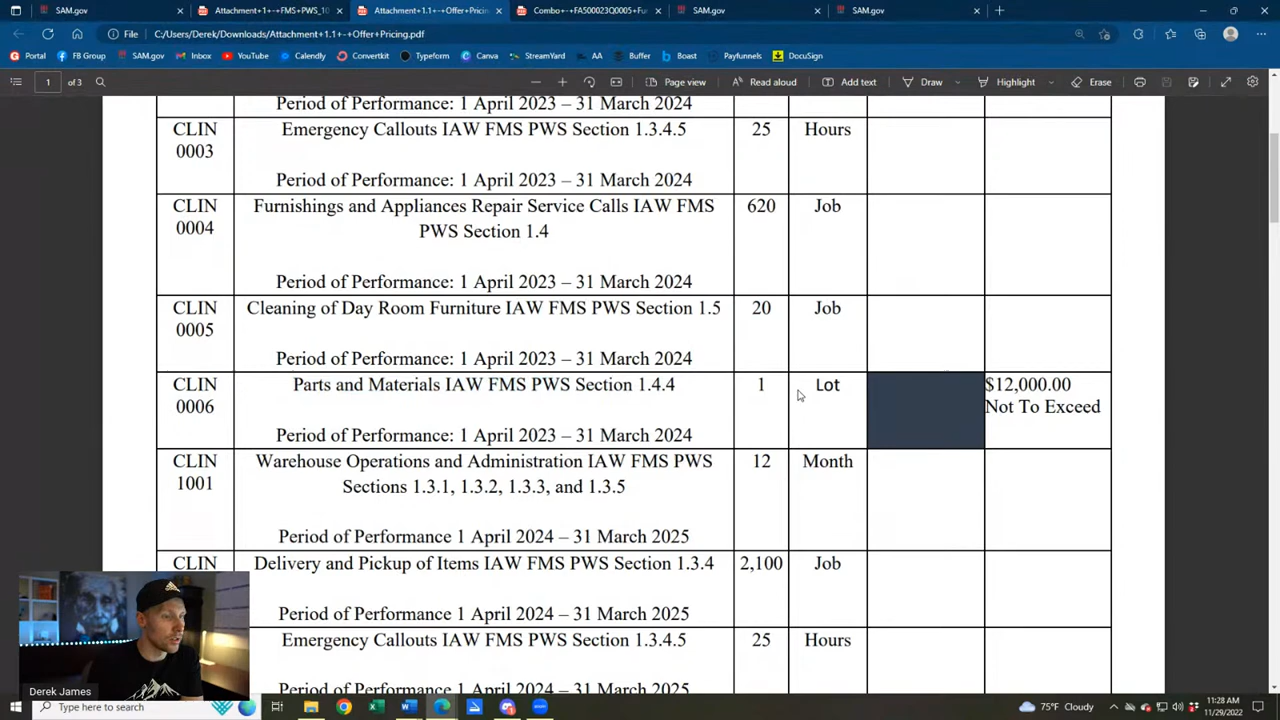 SAM.gov
Attachment+1+-+FMS+PWS_10
Attachment+1.1+-+Offer+Pricin
Combo+-+FA500023Q0005+Fu
SAM.gov
SAM.gov
File C:/Users/Derek/Downloads/Attachment+1.1+-+Offer+Pricing.pdf
Portal FB Group SAM.gov Inbox YouTube Calendly Convertkit Typeform Canva StreamYard AA Buffer Boast Payfunnels DocuSign
1 of 3 Page view Read aloud Add text Draw Highlight Erase
Period of Performance: 1 April 2023 – 31 March 2024
CLIN 0003
Emergency Callouts IAW FMS PWS Section 1.3.4.5
Period of Performance: 1 April 2023 – 31 March 2024
25
Hours
CLIN 0004
Furnishings and Appliances Repair Service Calls IAW FMS
PWS Section 1.4
Period of Performance: 1 April 2023 – 31 March 2024
620
Job
CLIN 0005
Cleaning of Day Room Furniture IAW FMS PWS Section 1.5
Period of Performance: 1 April 2023 – 31 March 2024
20
Job
CLIN 0006
Parts and Materials IAW FMS PWS Section 1.4.4
Period of Performance: 1 April 2023 – 31 March 2024
1
Lot
$12,000.00
Not To Exceed
CLIN 1001
Warehouse Operations and Administration IAW FMS PWS
Sections 1.3.1, 1.3.2, 1.3.3, and 1.3.5
Period of Performance 1 April 2024 – 31 March 2025
12
Month
CLIN
Delivery and Pickup of Items IAW FMS PWS Section 1.3.4
Period of Performance 1 April 2024 – 31 March 2025
2,100
Job
Emergency Callouts IAW FMS PWS Section 1.3.4.5
Period of Performance 1 April 2024 – 31 March 2025
25
Hours
Derek James
Type here to search
75°F Cloudy
11:28 AM
11/29/2022